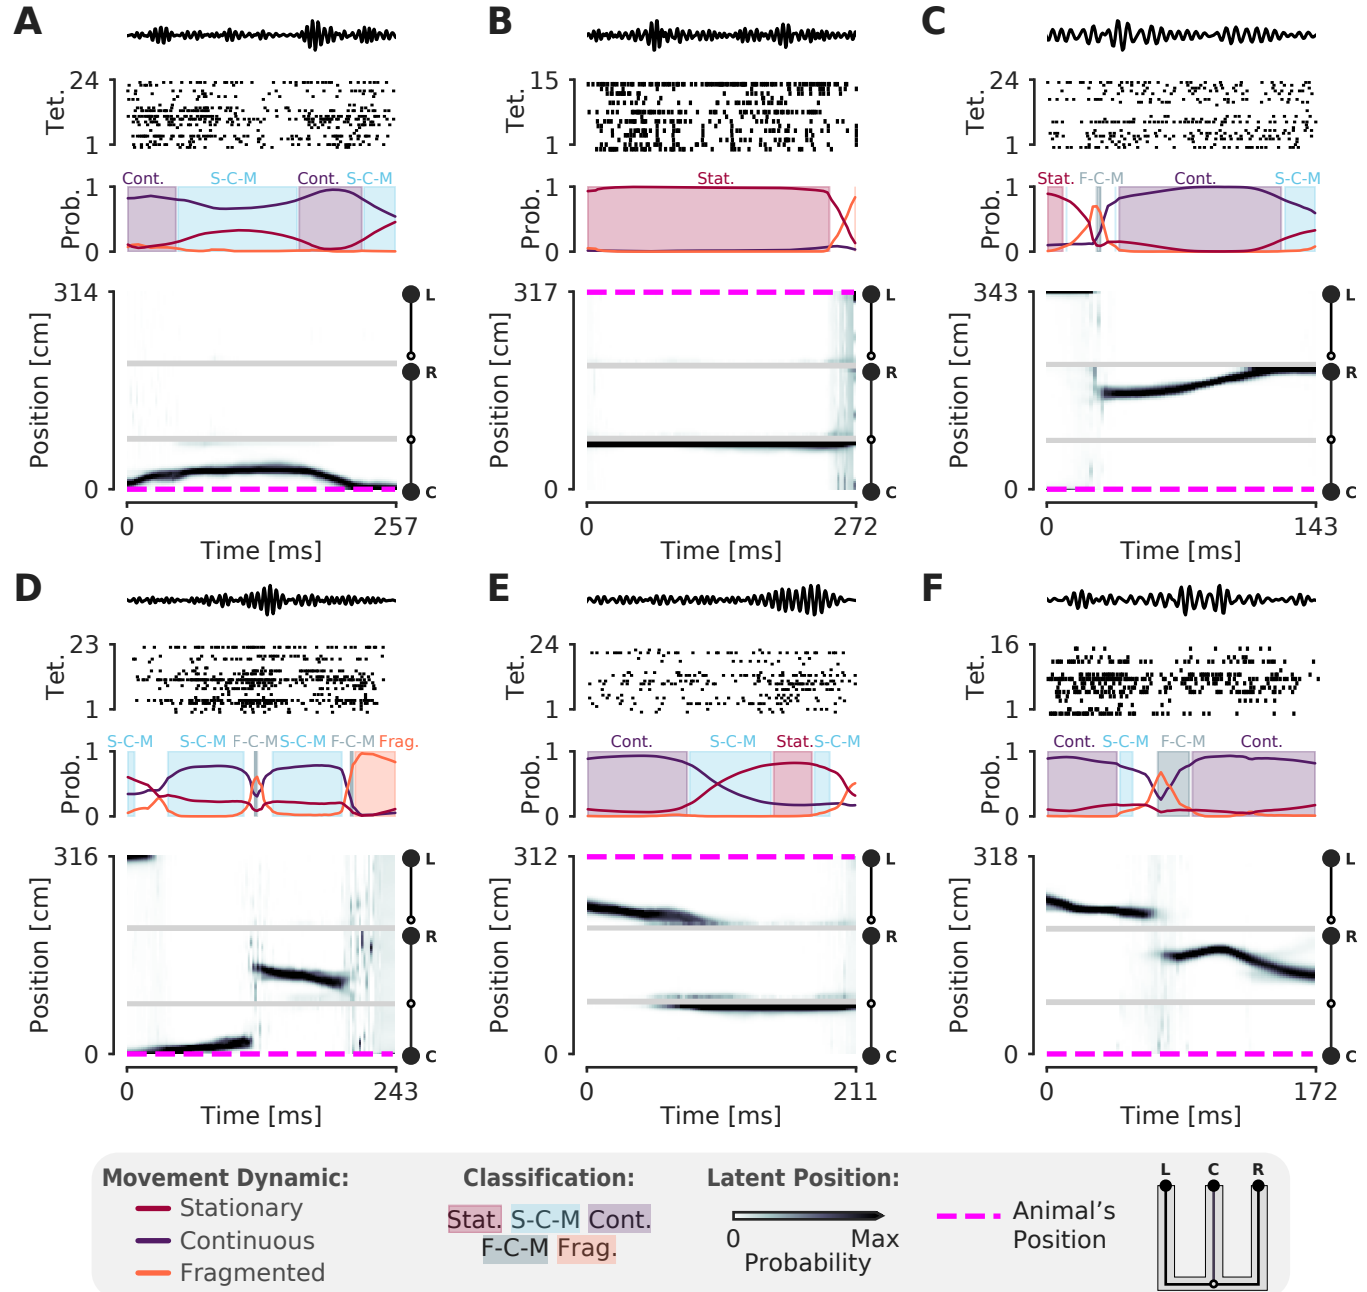 A
B
C
24
Tet.
1
15
Tet.
1
24
Tet.
1
Cont. S-C-M Cont. S-C-M
Stat.
Stat. F-C-M Cont. S-C-M
1
Prob.
0
1
Prob.
0
1
Prob.
0
314
Position [cm]
0
L
R
C
0 257
Time [ms]
317
Position [cm]
0
L
R
C
0 272
Time [ms]
343
Position [cm]
0
L
R
C
0 143
Time [ms]
D
E
F
23
Tet.
1
24
Tet.
1
16
Tet.
1
S-C-M S-C-M F-C-M S-C-M F-C-M Frag.
Cont. S-C-M Stat. S-C-M
Cont. S-C-M F-C-M Cont.
1
Prob.
0
1
Prob.
0
1
Prob.
0
316
Position [cm]
0
L
R
C
0 243
Time [ms]
312
Position [cm]
0
L
R
C
0 211
Time [ms]
318
Position [cm]
0
L
R
C
0 172
Time [ms]
Movement Dynamic:
Stationary
Continuous
Fragmented
Classification:
Stat. S-C-M Cont.
F-C-M Frag.
Latent Position:
0 Max
Probability
Animal's
Position
L C R